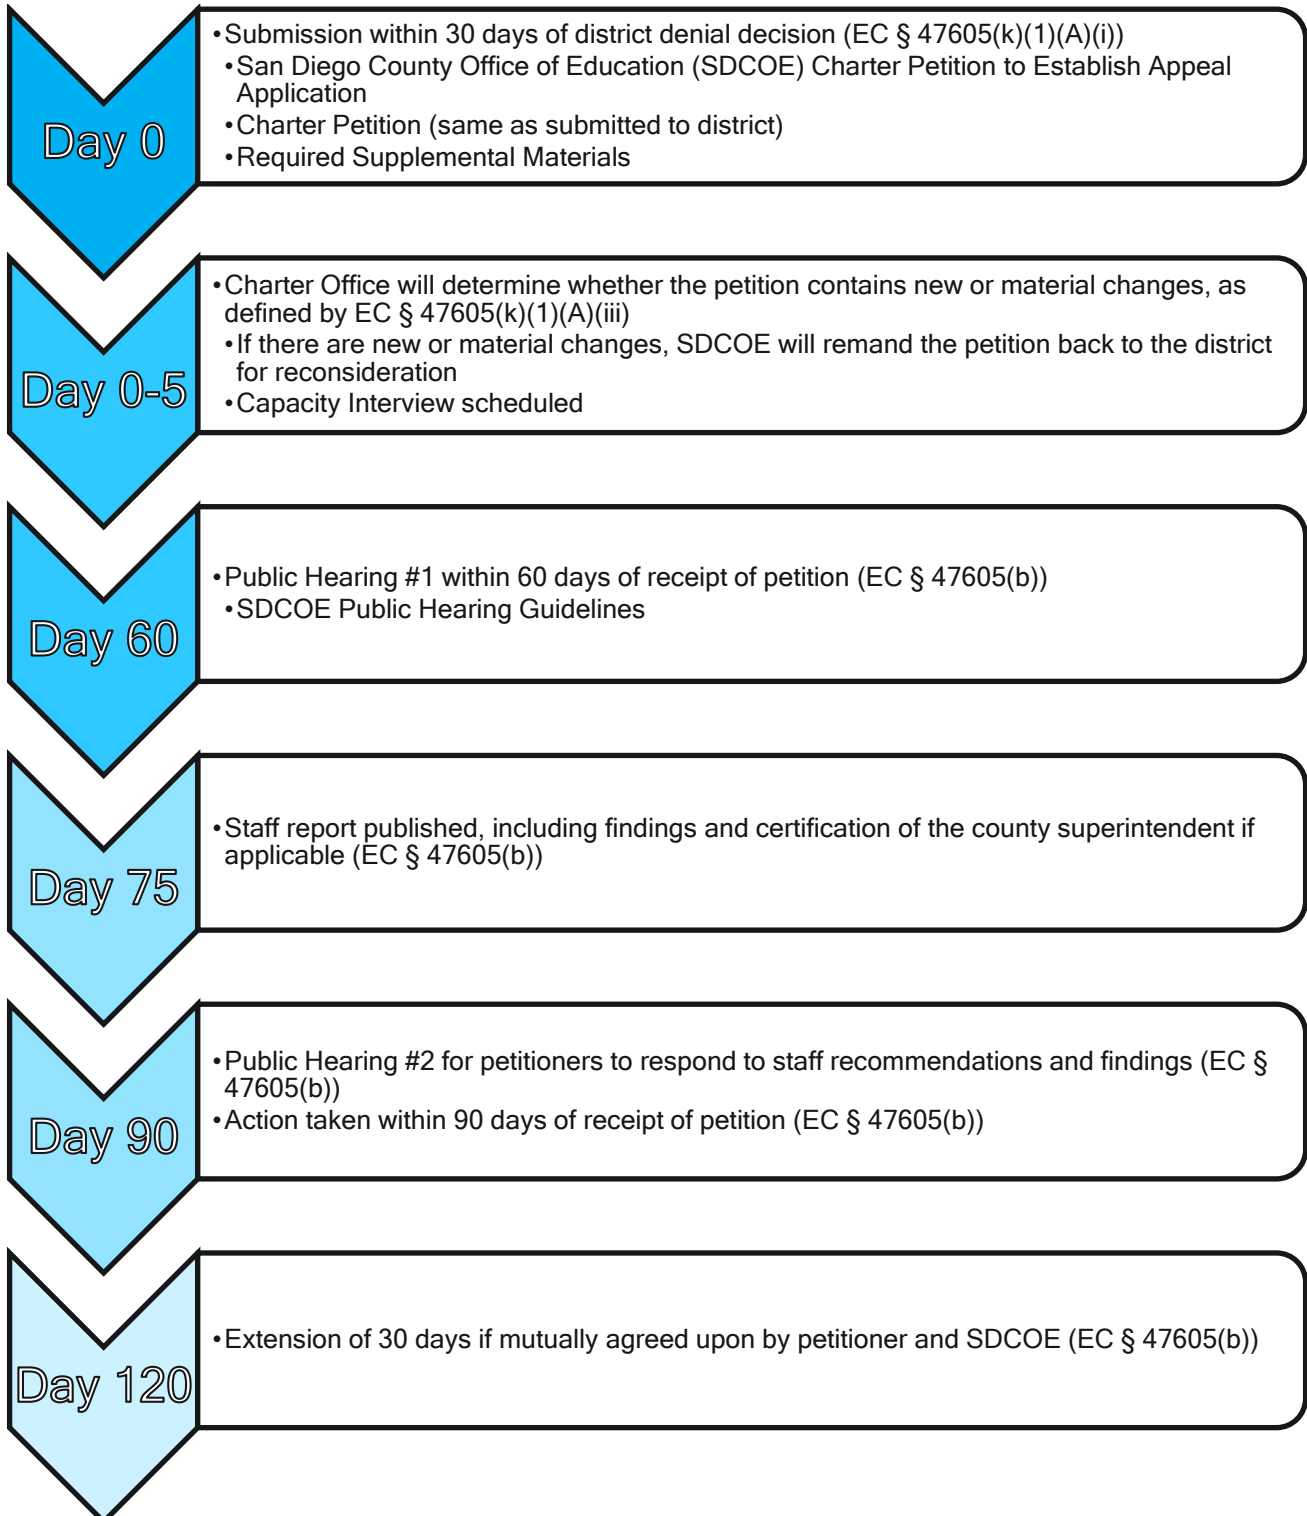 Day 0
•Submission within 30 days of district denial decision (EC § 47605(k)(1)(A)(i))
•San Diego County Office of Education (SDCOE) Charter Petition to Establish Appeal
Application
•Charter Petition (same as submitted to district)
•Required Supplemental Materials
Day 0-5
•Charter Office will determine whether the petition contains new or material changes, as
defined by EC § 47605(k)(1)(A)(iii)
•If there are new or material changes, SDCOE will remand the petition back to the district
for reconsideration
•Capacity Interview scheduled
Day 60
•Public Hearing #1 within 60 days of receipt of petition (EC § 47605(b))
•SDCOE Public Hearing Guidelines
Day 75
•Staff report published, including findings and certification of the county superintendent if
applicable (EC § 47605(b))
Day 90
•Public Hearing #2 for petitioners to respond to staff recommendations and findings (EC §
47605(b))
•Action taken within 90 days of receipt of petition (EC § 47605(b))
Day 120
•Extension of 30 days if mutually agreed upon by petitioner and SDCOE (EC § 47605(b))